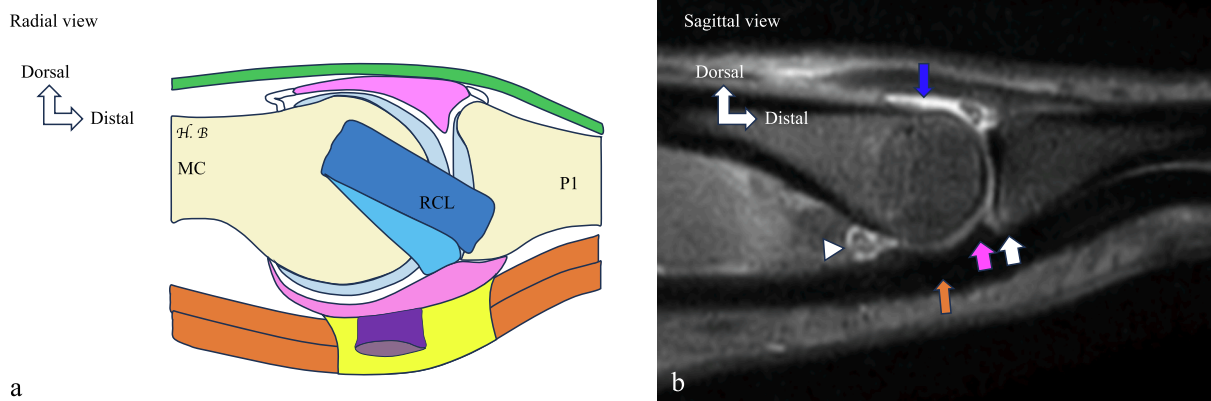 Radial view
Dorsal
Distal
H. B
MC
RCL
P1
a
Sagittal view
Dorsal
Distal
b